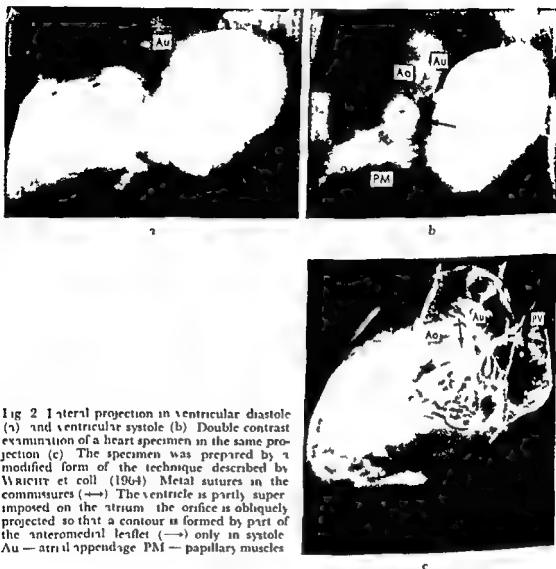 Au
Ao
Au
PM
a
b
Ao
Au
PV
Fig 2 Lateral projection in ventricular diastole
(a) and ventricular systole (b) Double contrast
examination of a heart specimen in the same pro-
jection (c) The specimen was prepared by a
modified form of the technique described by
WRIGHT et coll (1964) Metal sutures in the
commissures (⟶) The ventricle is partly super
imposed on the atrium the orifice is obliquely
projected so that a contour is formed by part of
the anteromedial leaflet (⟶) only in systole
Au — atrial appendage PM — papillary muscles
c